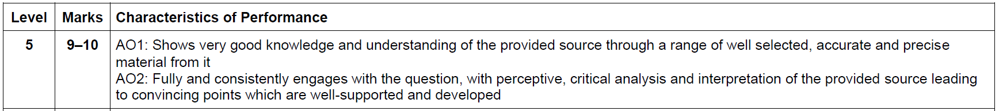 Level Marks Characteristics of Performance
5 9–10 AO1: Shows very good knowledge and understanding of the provided source through a range of well selected, accurate and precise
material from it
AO2: Fully and consistently engages with the question, with perceptive, critical analysis and interpretation of the provided source leading
to convincing points which are well-supported and developed